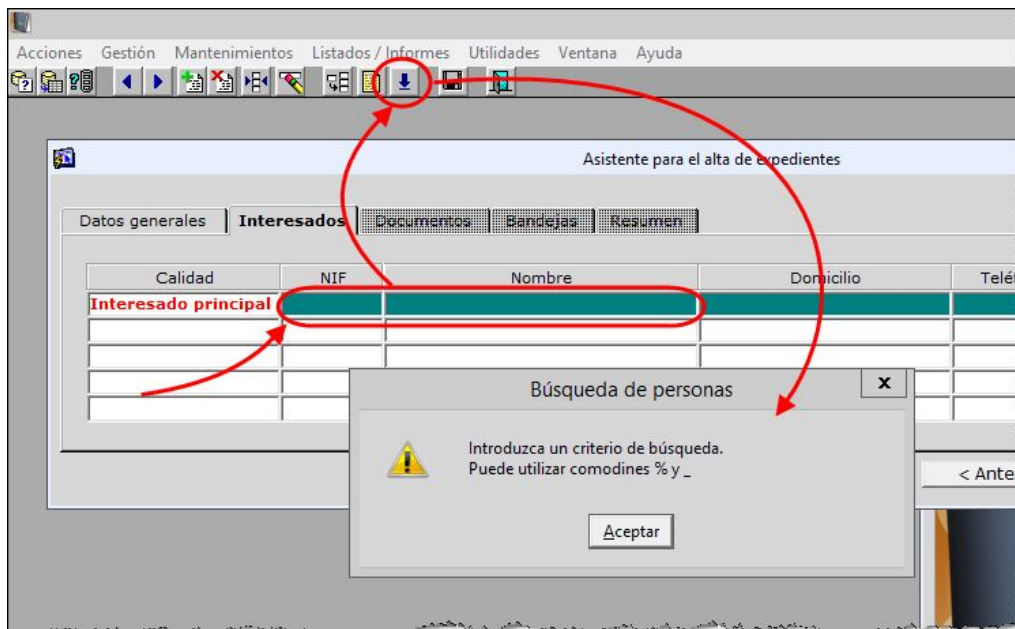 Acciones Gestión Mantenimientos Listados / Informes Utilidades Ventana Ayuda
Asistente para el alta de expedientes
Datos generales Interesados Documentos Bandejas Resumen
Calidad NIF Nombre Domicilio Teléf
Interesado principal
Búsqueda de personas x
Introduzca un criterio de búsqueda.
Puede utilizar comodines % y _
< Ante
Aceptar